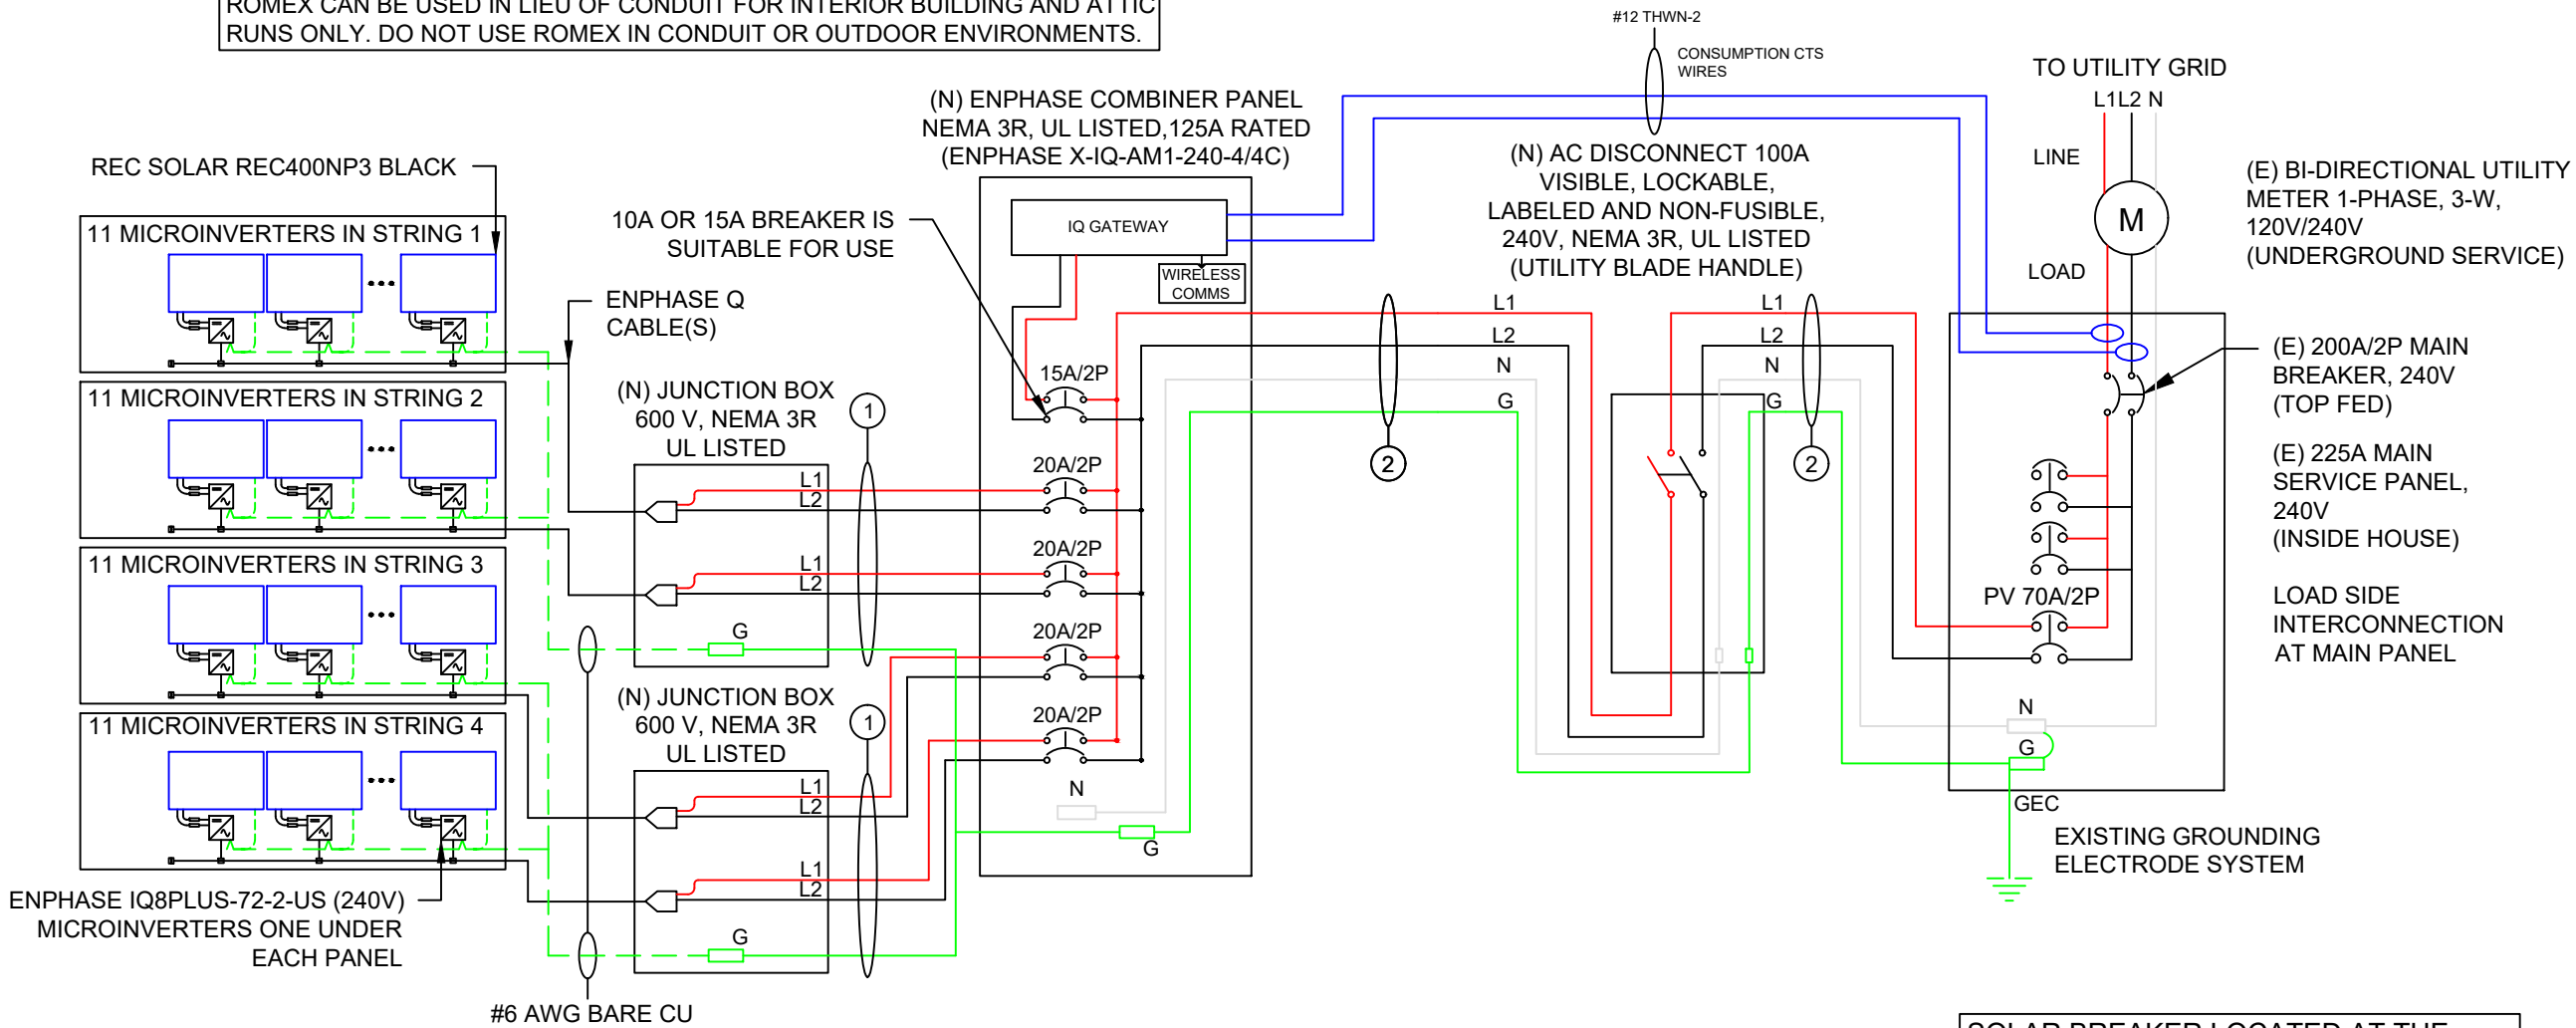 ROMEX CAN BE USED IN LIEU OF CONDUIT FOR INTERIOR BUILDING AND ATTIC
RUNS ONLY. DO NOT USE ROMEX IN CONDUIT OR OUTDOOR ENVIRONMENTS.
#12 THWN-2
CONSUMPTION CTS
WIRES
TO UTILITY GRID
L1 L2 N
LINE
M
LOAD
(E) BI-DIRECTIONAL UTILITY
METER 1-PHASE, 3-W,
120V/240V
(UNDERGROUND SERVICE)
(N) ENPHASE COMBINER PANEL
NEMA 3R, UL LISTED,125A RATED
(ENPHASE X-IQ-AM1-240-4/4C)
(N) AC DISCONNECT 100A
VISIBLE, LOCKABLE,
LABELED AND NON-FUSIBLE,
240V, NEMA 3R, UL LISTED
(UTILITY BLADE HANDLE)
REC SOLAR REC400NP3 BLACK
11 MICROINVERTERS IN STRING 1
11 MICROINVERTERS IN STRING 2
11 MICROINVERTERS IN STRING 3
11 MICROINVERTERS IN STRING 4
ENPHASE IQ8PLUS-72-2-US (240V)
MICROINVERTERS ONE UNDER
EACH PANEL
10A OR 15A BREAKER IS
SUITABLE FOR USE
ENPHASE Q
CABLE(S)
(N) JUNCTION BOX
600 V, NEMA 3R
UL LISTED
1
L1
L2
L1
L2
G
(N) JUNCTION BOX
600 V, NEMA 3R
UL LISTED
1
L1
L2
L1
L2
G
#6 AWG BARE CU
IQ GATEWAY
WIRELESS
COMMS
15A/2P
20A/2P
20A/2P
20A/2P
20A/2P
N
G
L1
L2
N
G
2
L1
L2
N
G
2
(E) 200A/2P MAIN
BREAKER, 240V
(TOP FED)
(E) 225A MAIN
SERVICE PANEL,
240V
(INSIDE HOUSE)
LOAD SIDE
INTERCONNECTION
AT MAIN PANEL
PV 70A/2P
N
G
GEC
EXISTING GROUNDING
ELECTRODE SYSTEM
SOLAR BREAKER LOCATED AT THE